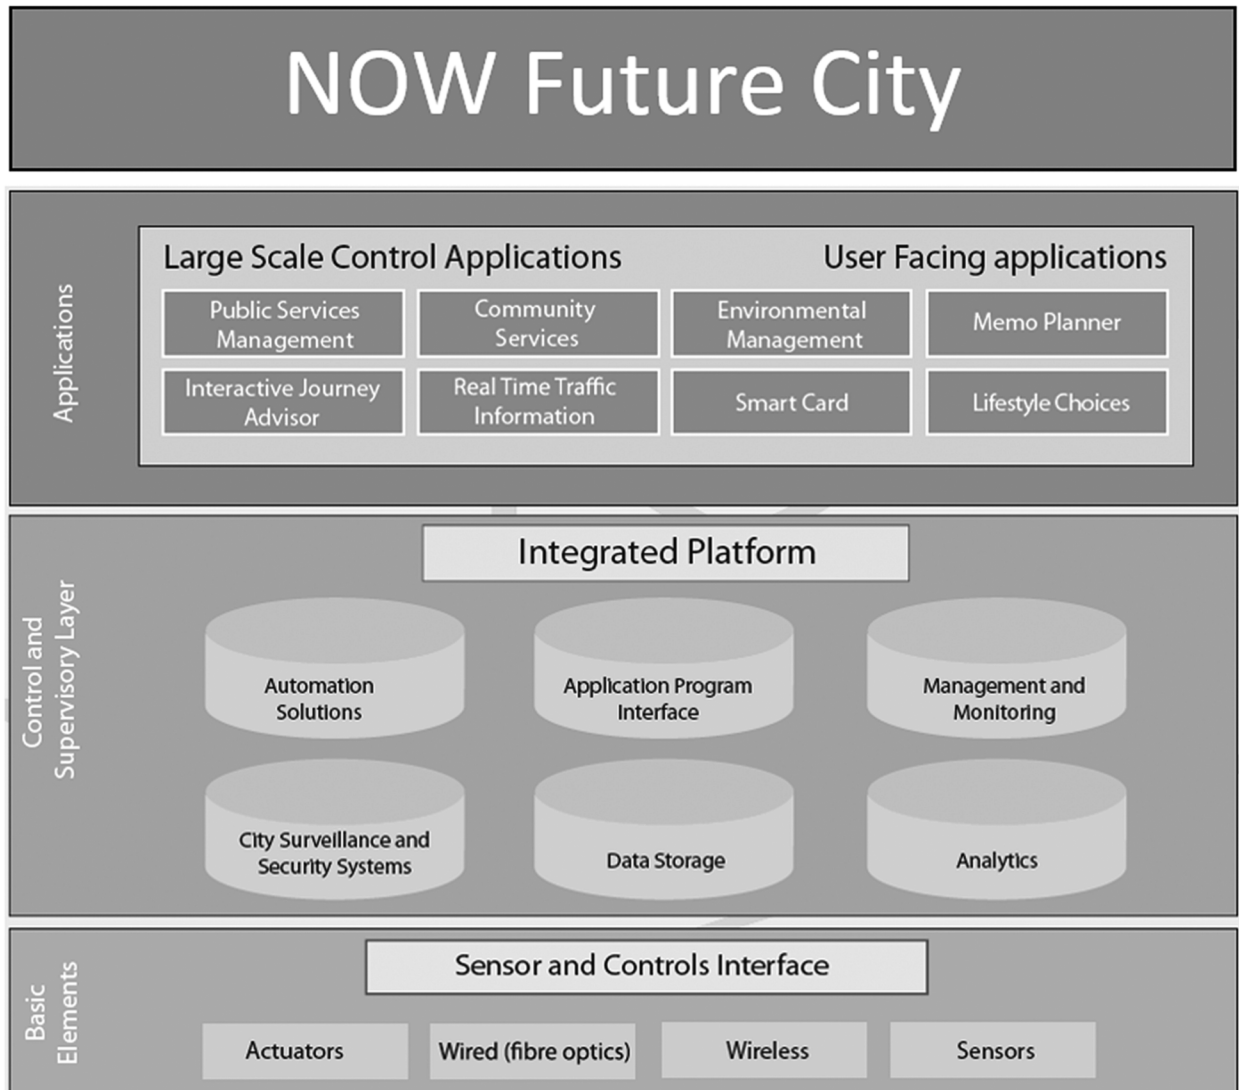 NOW Future City
Applications
Large Scale Control Applications
User Facing applications
Public Services
Management
Community
Services
Environmental
Management
Memo Planner
Interactive Journey
Advisor
Real Time Traffic
Information
Smart Card
Lifestyle Choices
Control and
Supervisory Layer
Integrated Platform
Automation
Solutions
Application Program
Interface
Management and
Monitoring
City Surveillance and
Security Systems
Data Storage
Analytics
Basic
Elements
Sensor and Controls Interface
Actuators
Wired (fibre optics)
Wireless
Sensors